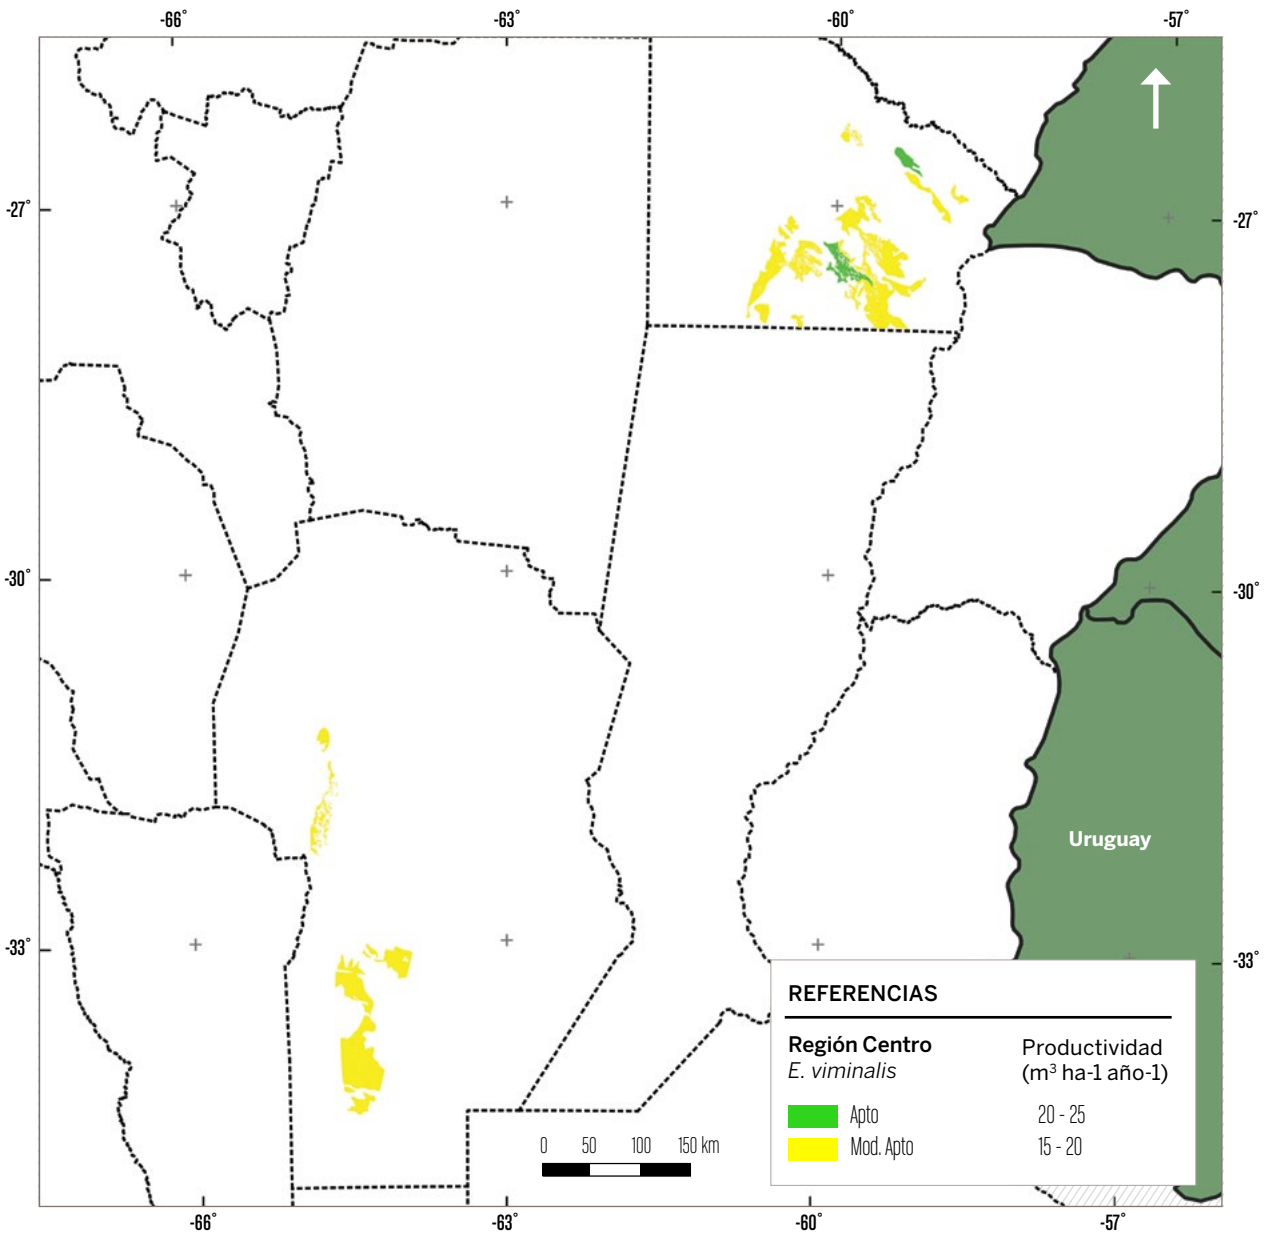 -66°
-63°
-60°
-57°
-27°
-27°
-30°
-30°
Uruguay
-33°
-33°
REFERENCIAS
Región Centro
E. viminalis
Productividad
(m³ ha-1 año-1)
Apto
20 - 25
Mod. Apto
15 - 20
0 50 100 150 km
-66°
-63°
-60°
-57°